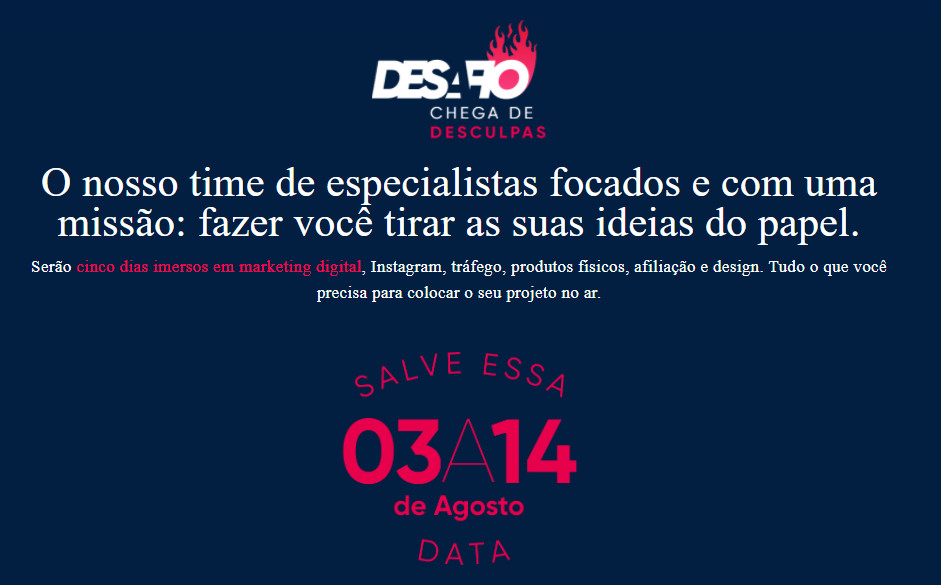 DESAFIO
CHEGA DE
DESCULPAS
O nosso time de especialistas focados e com uma
missão: fazer você tirar as suas ideias do papel.
Serão cinco dias imersos em marketing digital, Instagram, tráfego, produtos físicos, afiliação e design. Tudo o que você
precisa para colocar o seu projeto no ar.
SALVE ESSA
03A14
de Agosto
DATA